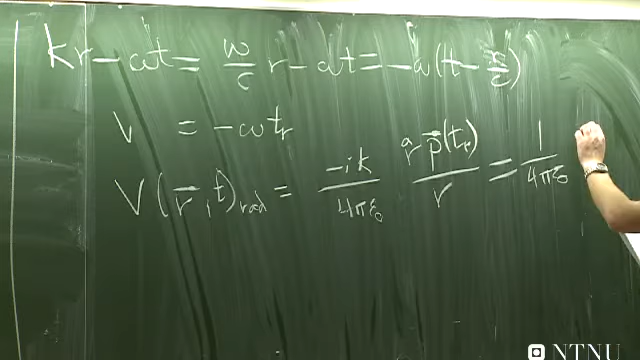 kr - ωt = ω/c r - ωt = -ω(t - r/c)
V = -ωt_r
V(r⃗, t)_rad = -ik/4πε₀ r̂·p⃗(t_r)/r = 1/4πε₀
NTNU